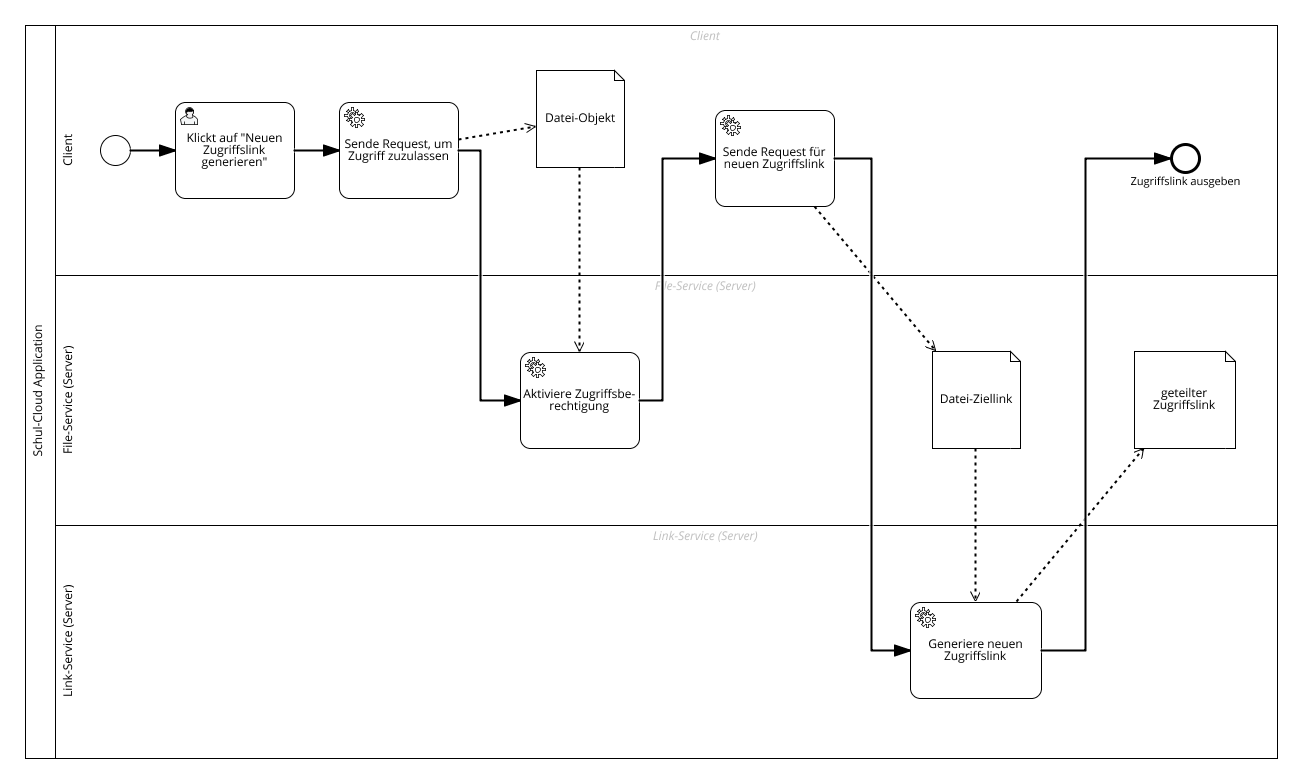 Schul-Cloud Application
Client
Client
Klickt auf "Neuen
Zugriffslink
generieren"
Sende Request, um
Zugriff zuzulassen
Datei-Objekt
Sende Request für
neuen Zugriffslink
Zugriffslink ausgeben
File-Service (Server)
File-Service (Server)
Aktiviere Zugriffsbe-
rechtigung
Datei-Ziellink
geteilter
Zugriffslink
Link-Service (Server)
Link-Service (Server)
Generiere neuen
Zugriffslink